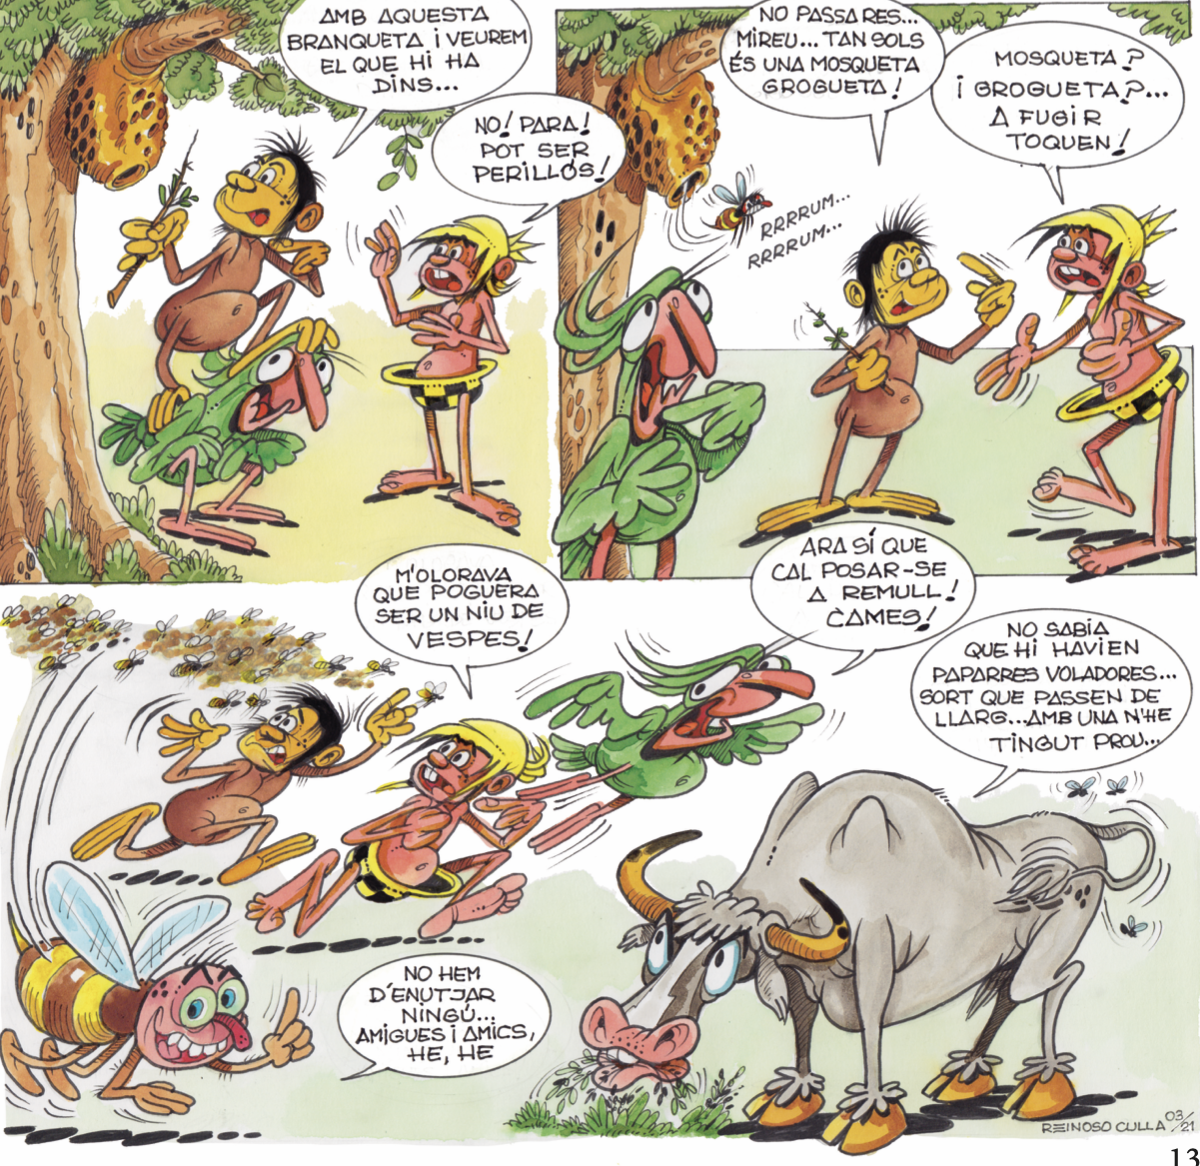 AMB AQUESTA
BRANQUETA i VEUREM
EL QUE HI HA
DINS...
NO! PARA!
POT SER
PERILLÓS!
NO PASSA RES...
MIREU... TAN SOLS
ÉS UNA MOSQUETA
GROGUETA!
MOSQUETA?
i GROGUETA?...
A FUGIR
TOQUEN!
RRRRUM...
RRRRUM...
M'OLORAVA
QUE POGUERA
SER UN NIU DE
VESPES!
ARA SÍ QUE
CAL POSAR-SE
A REMULL!
CAMES!
NO SABIA
QUE HI HAVIEN
PAPARRES VOLADORES...
SORT QUE PASSEN DE
LLARG...AMB UNA N'HE
TINGUT PROU...
NO HEM
D'ENUTJAR
NINGÚ...
AMIGUES i AMICS,
HE, HE
REINOSO CULLA 03/21
13